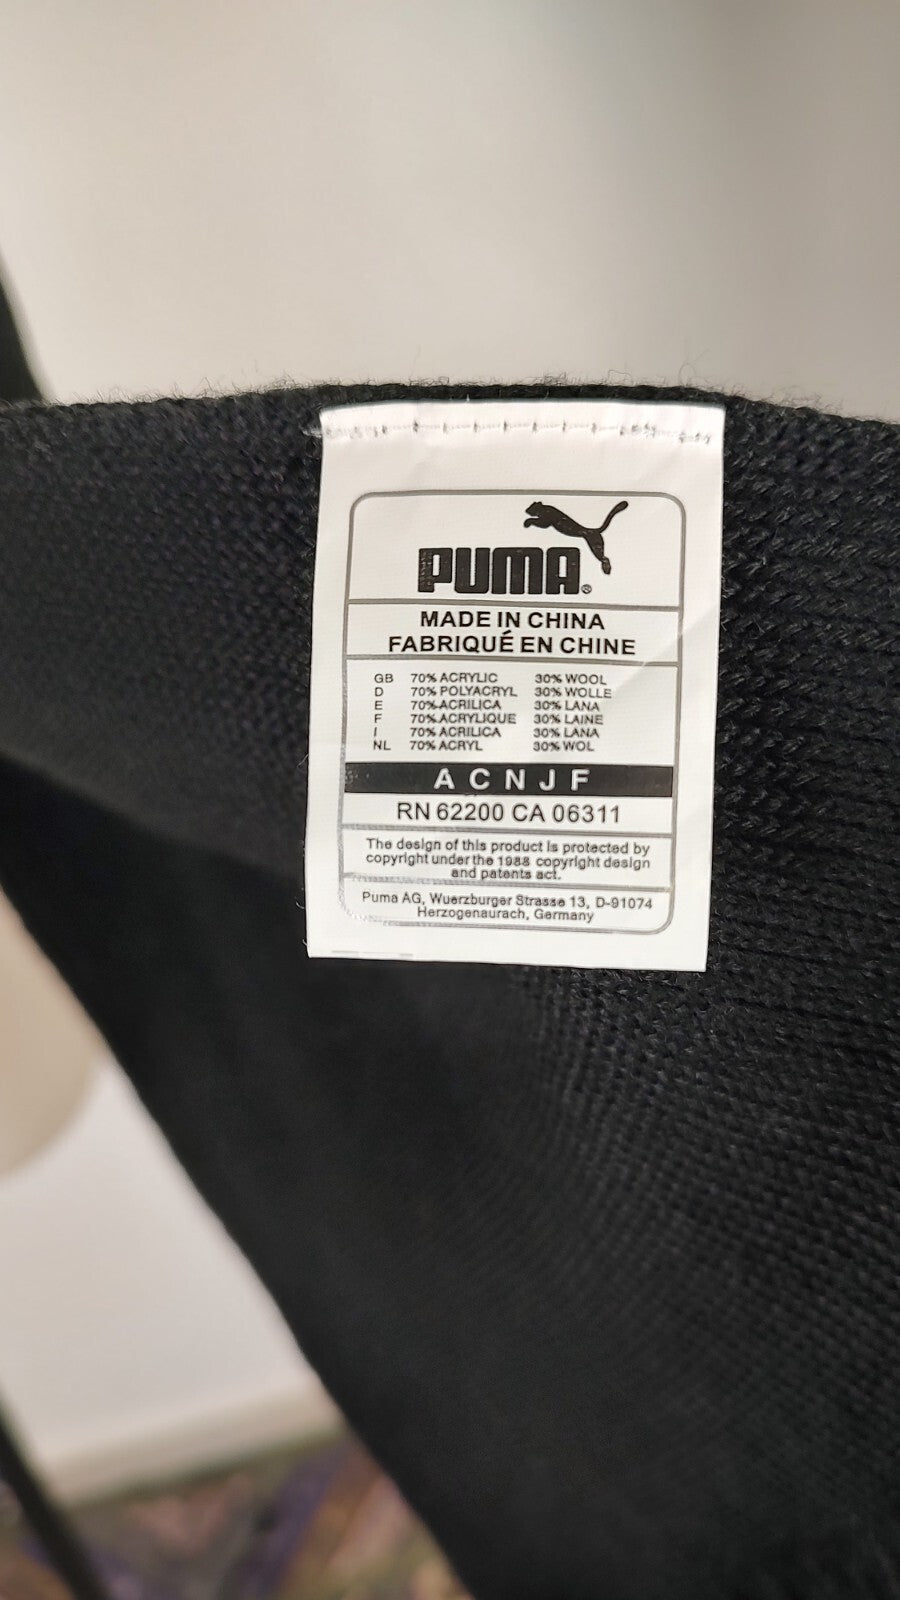 PUMA®
MADE IN CHINA
FABRIQUÉ EN CHINE
GB 70% ACRYLIC 30% WOOL
D 70% POLYACRYL 30% WOLLE
E 70% ACRILICA 30% LANA
F 70% ACRYLIQUE 30% LAINE
I 70% ACRILICA 30% LANA
NL 70% ACRYL 30% WOL
A C N J F
RN 62200 CA 06311
The design of this product is protected by
copyright under the 1988 copyright design
and patents act.
Puma AG, Wuerzburger Strasse 13, D-91074
Herzogenaurach, Germany